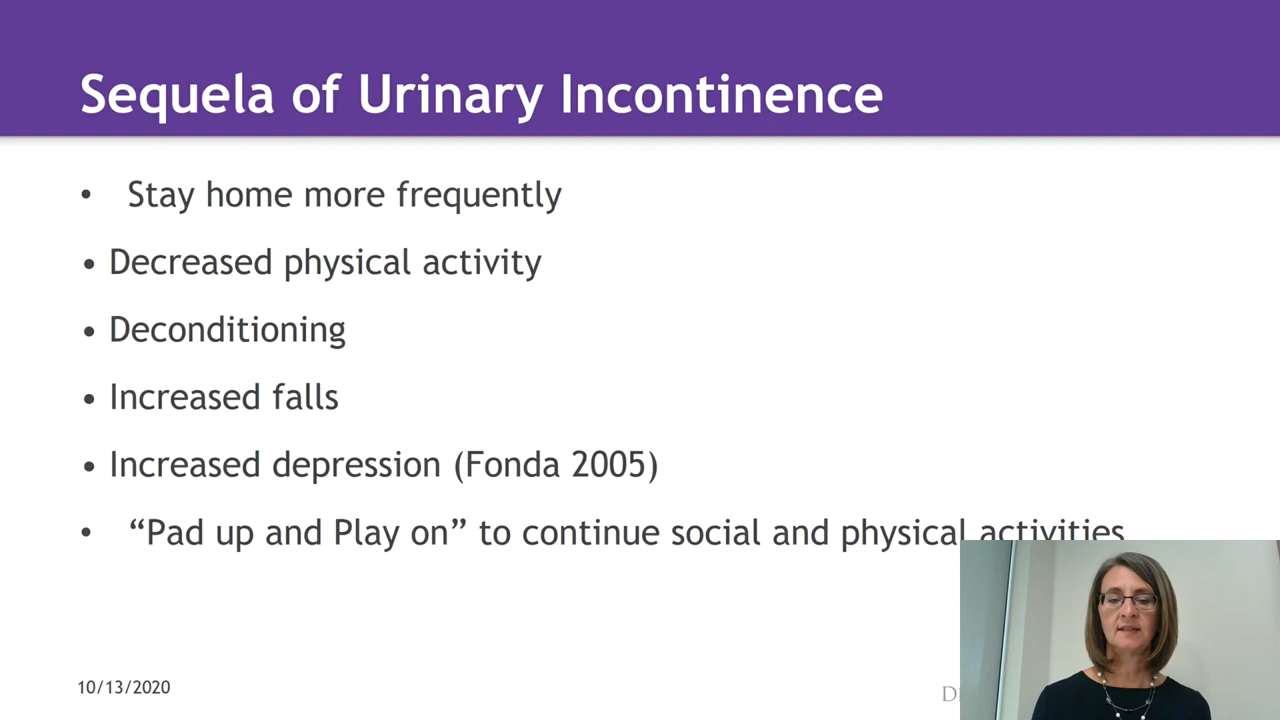 Sequela of Urinary Incontinence
• Stay home more frequently
• Decreased physical activity
• Deconditioning
• Increased falls
• Increased depression (Fonda 2005)
• “Pad up and Play on” to continue social and physical activities
10/13/2020